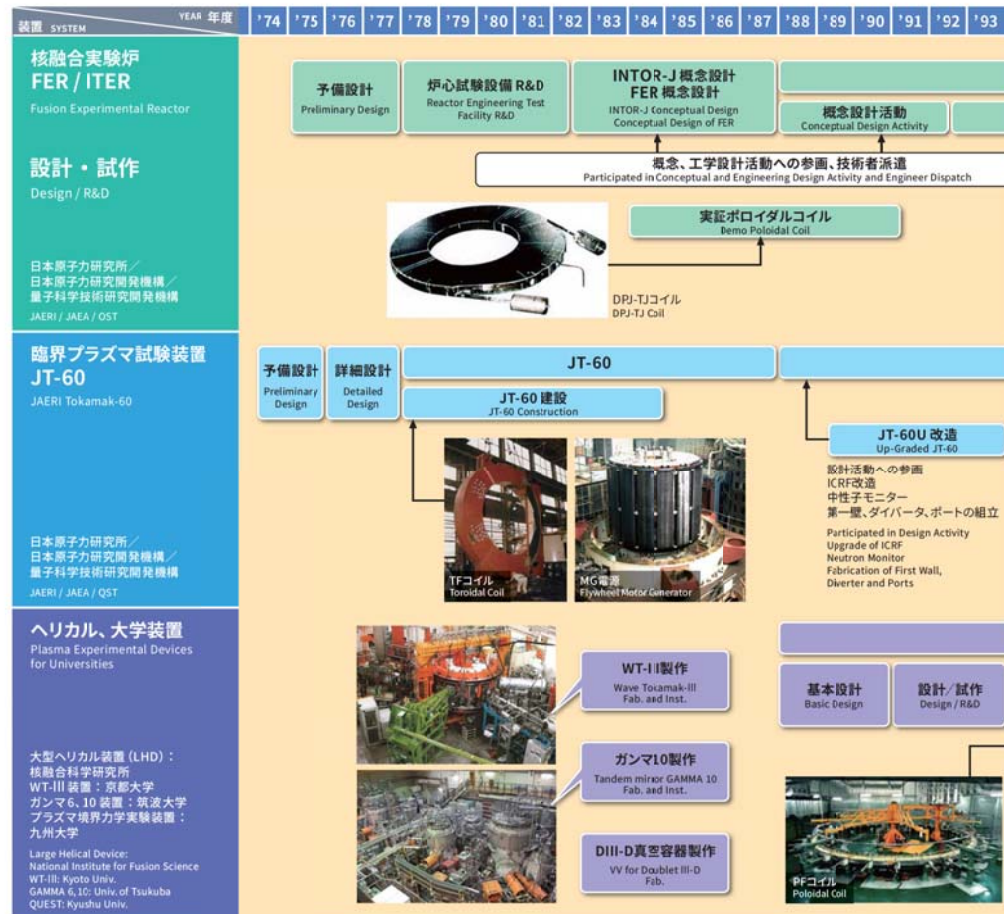 装置 SYSTEM
YEAR 年度
'74 '75 '76 '77 '78 '79 '80 '81 '82 '83 '84 '85 '86 '87 '88 '89 '90 '91 '92 '93
核融合実験炉
FER / ITER
Fusion Experimental Reactor
設計・試作
Design / R&D
日本原子力研究所／
日本原子力研究開発機構／
量子科学技術研究開発機構
JAERI / JAEA / QST
予備設計
Preliminary Design
炉心試験設備 R&D
Reactor Engineering Test
Facility R&D
INTOR-J 概念設計
FER 概念設計
INTOR-J Conceptual Design
Conceptual Design of FER
概念設計活動
Conceptual Design Activity
概念、工学設計活動への参画、技術者派遣
Participated in Conceptual and Engineering Design Activity and Engineer Dispatch
実証ポロイダルコイル
Demo Poloidal Coil
DPJ-TJコイル
DPJ-TJ Coil
臨界プラズマ試験装置
JT-60
JAERI Tokamak-60
日本原子力研究所／
日本原子力研究開発機構／
量子科学技術研究開発機構
JAERI / JAEA / QST
予備設計
Preliminary
Design
詳細設計
Detailed
Design
JT-60
JT-60 建設
JT-60 Construction
TFコイル
Toroidal Coil
MG電源
Flywheel Motor Generator
JT-60U 改造
Up-Graded JT-60
設計活動への参画
ICRF改造
中性子モニター
第一壁、ダイバータ、ポートの組立
Participated in Design Activity
Upgrade of ICRF
Neutron Monitor
Fabrication of First Wall,
Diverter and Ports
ヘリカル、大学装置
Plasma Experimental Devices
for Universities
大型ヘリカル装置（LHD）：
核融合科学研究所
WT-III 装置：京都大学
ガンマ6、10 装置：筑波大学
プラズマ境界力学実験装置：
九州大学
Large Helical Device:
National Institute for Fusion Science
WT-III: Kyoto Univ.
GAMMA 6,10: Univ. of Tsukuba
QUEST: Kyushu Univ.
WT-III製作
Wave Tokamak-III
Fab. and Inst.
ガンマ10製作
Tandem mirror GAMMA 10
Fab. and Inst.
DIII-D真空容器製作
VV for Doublet III-D
Fab.
基本設計
Basic Design
設計／試作
Design / R&D
PFコイル
Poloidal Coil